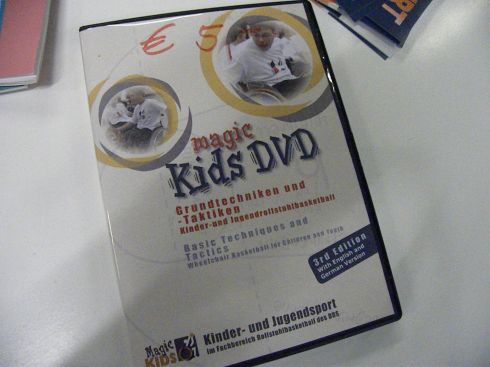 € 5,-
magic
Kids DVD
Grundtechniken und
-Taktiken
Kinder-und Jugendrollstuhlbasketball
Basic Techniques and
Tactics
Wheelchair Basketball for Children and Youth
3rd Edition
With English and
German Version
Magic
KIDS
Kinder- und Jugendsport
im Fachbereich Rollstuhlbasketball des DRS